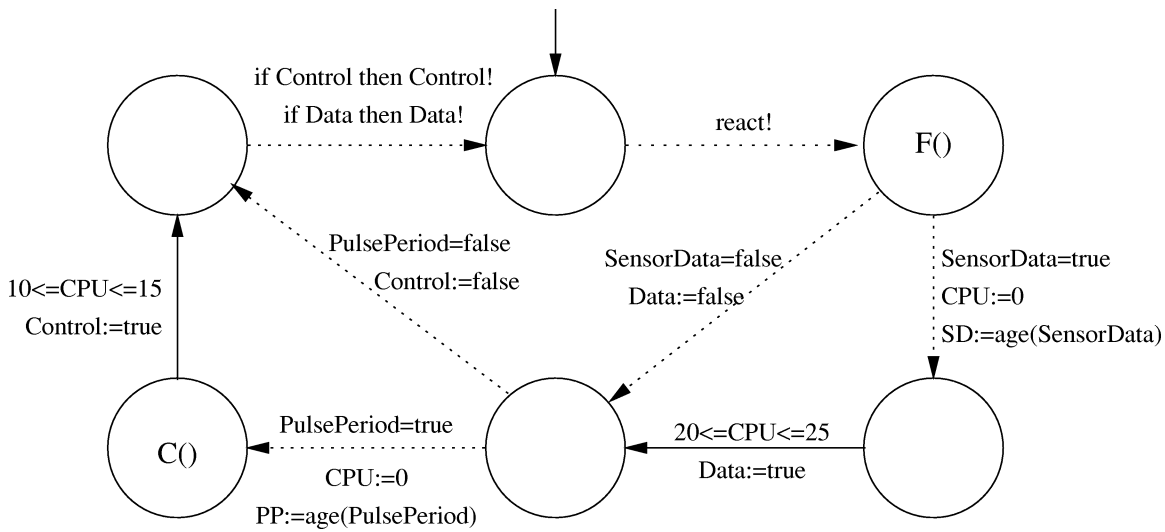 if Control then Control!
if Data then Data!
react!
F()
PulsePeriod=false
Control:=false
SensorData=false
Data:=false
SensorData=true
CPU:=0
SD:=age(SensorData)
10<=CPU<=15
Control:=true
C()
PulsePeriod=true
CPU:=0
PP:=age(PulsePeriod)
20<=CPU<=25
Data:=true